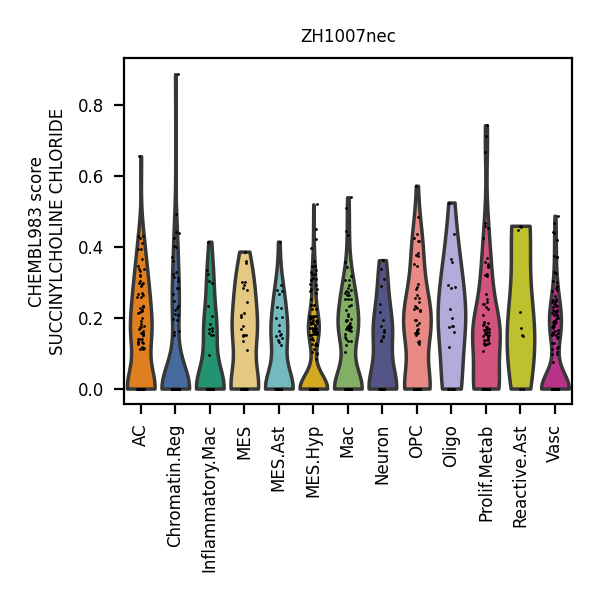 ZH1007nec
CHEMBL983 score
SUCCINYLCHOLINE CHLORIDE
0.8
0.6
0.4
0.2
0.0
AC
Chromatin.Reg
Inflammatory.Mac
MES
MES.Ast
MES.Hyp
Mac
Neuron
OPC
Oligo
Prolif.Metab
Reactive.Ast
Vasc